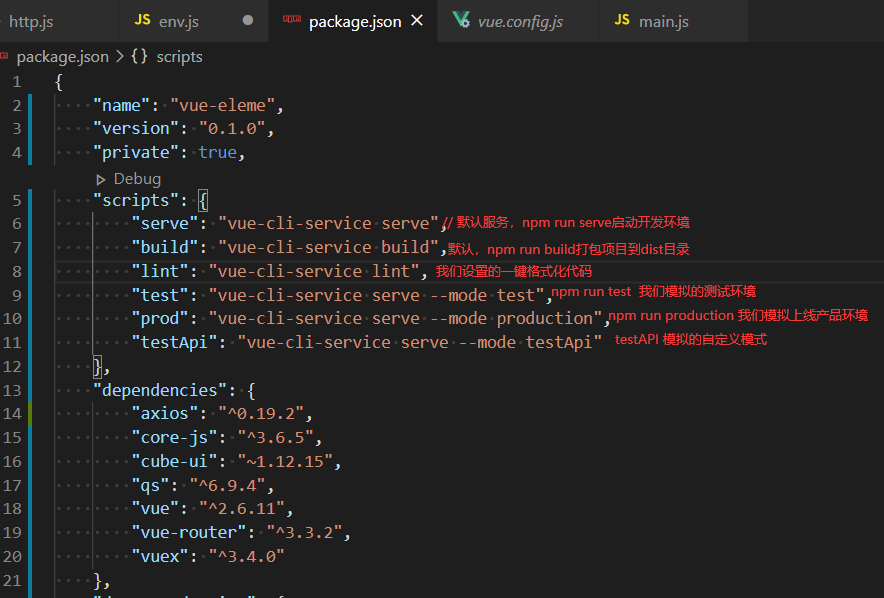 http.js JS env.js package.json vue.config.js JS main.js
package.json > {} scripts
1 {
2 "name": "vue-eleme",
3 "version": "0.1.0",
4 "private": true,
Debug
5 "scripts": {
6 "serve": "vue-cli-service serve", // 默认服务，npm run serve启动开发环境
7 "build": "vue-cli-service build", 默认，npm run build打包项目到dist目录
8 "lint": "vue-cli-service lint", 我们设置的一键格式化代码
9 "test": "vue-cli-service serve --mode test", npm run test 我们模拟的测试环境
10 "prod": "vue-cli-service serve --mode production", npm run production 我们模拟上线产品环境
11 "testApi": "vue-cli-service serve --mode testApi" testAPI 模拟的自定义模式
12 },
13 "dependencies": {
14 "axios": "^0.19.2",
15 "core-js": "^3.6.5",
16 "cube-ui": "~1.12.15",
17 "qs": "^6.9.4",
18 "vue": "^2.6.11",
19 "vue-router": "^3.3.2",
20 "vuex": "^3.4.0"
21 },